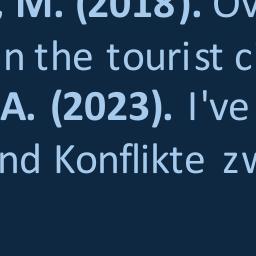 , M. (2018). Ov
n the tourist c
A. (2023). I've
nd Konflikte zw